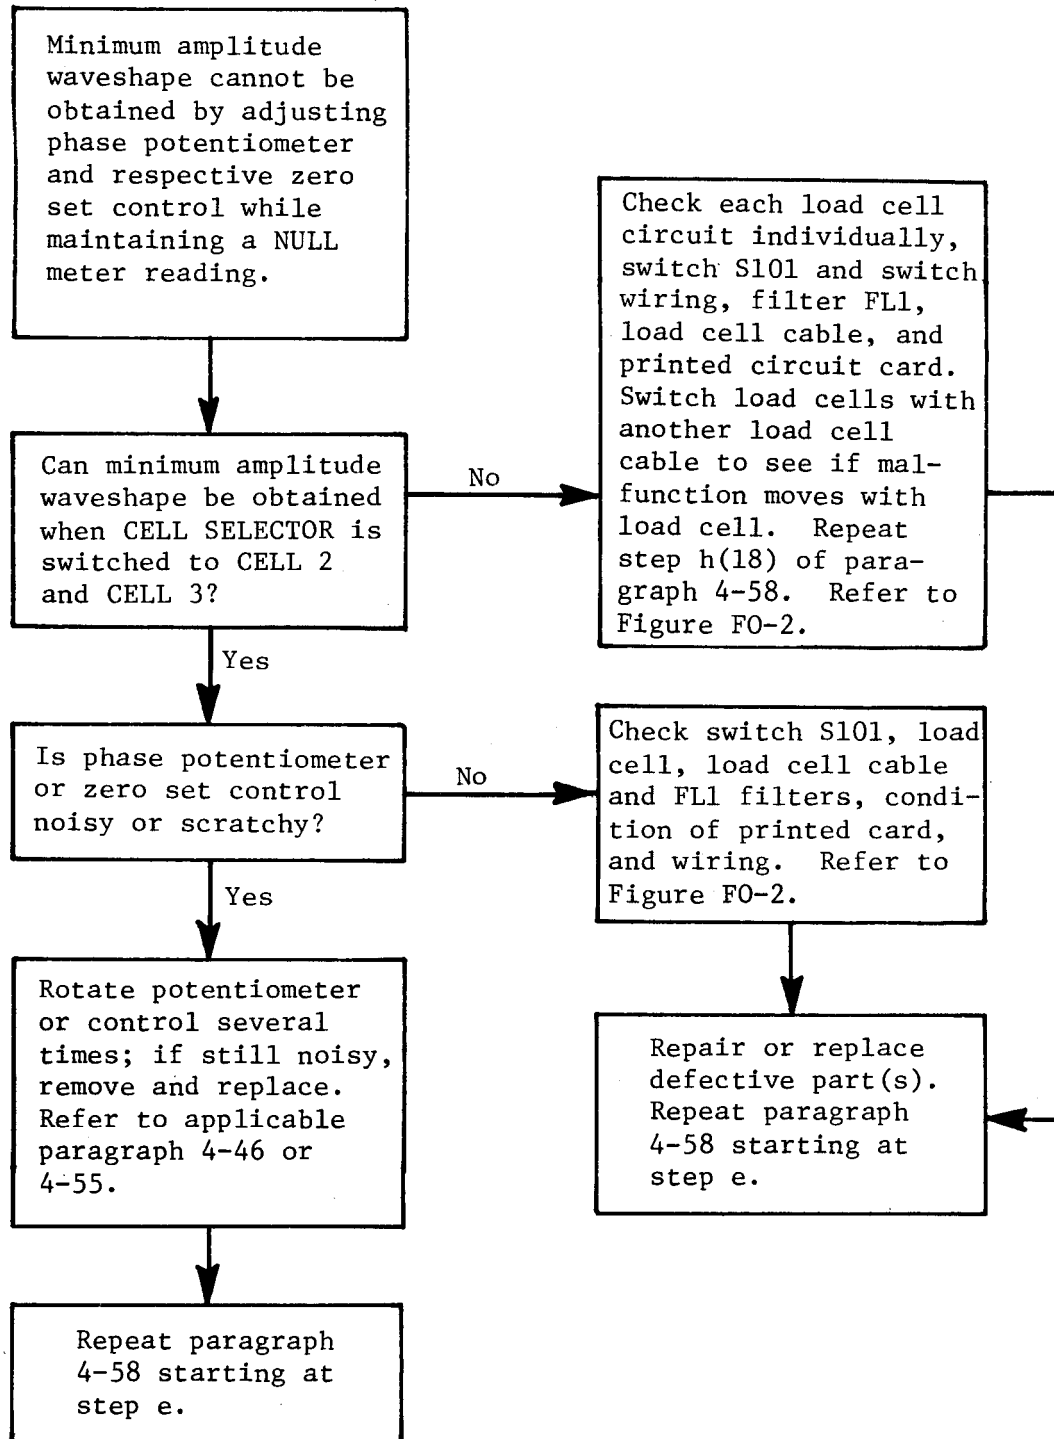 Minimum amplitude
waveshape cannot be
obtained by adjusting
phase potentiometer
and respective zero
set control while
maintaining a NULL
meter reading.
Can minimum amplitude
waveshape be obtained
when CELL SELECTOR is
switched to CELL 2
and CELL 3?
No
Check each load cell
circuit individually,
switch S101 and switch
wiring, filter FL1,
load cell cable, and
printed circuit card.
Switch load cells with
another load cell
cable to see if mal-
function moves with
load cell. Repeat
step h(18) of para-
graph 4-58. Refer to
Figure FO-2.
Yes
Is phase potentiometer
or zero set control
noisy or scratchy?
No
Check switch S101, load
cell, load cell cable
and FL1 filters, condi-
tion of printed card,
and wiring. Refer to
Figure FO-2.
Yes
Rotate potentiometer
or control several
times; if still noisy,
remove and replace.
Refer to applicable
paragraph 4-46 or
4-55.
Repair or replace
defective part(s).
Repeat paragraph
4-58 starting at
step e.
Repeat paragraph
4-58 starting at
step e.